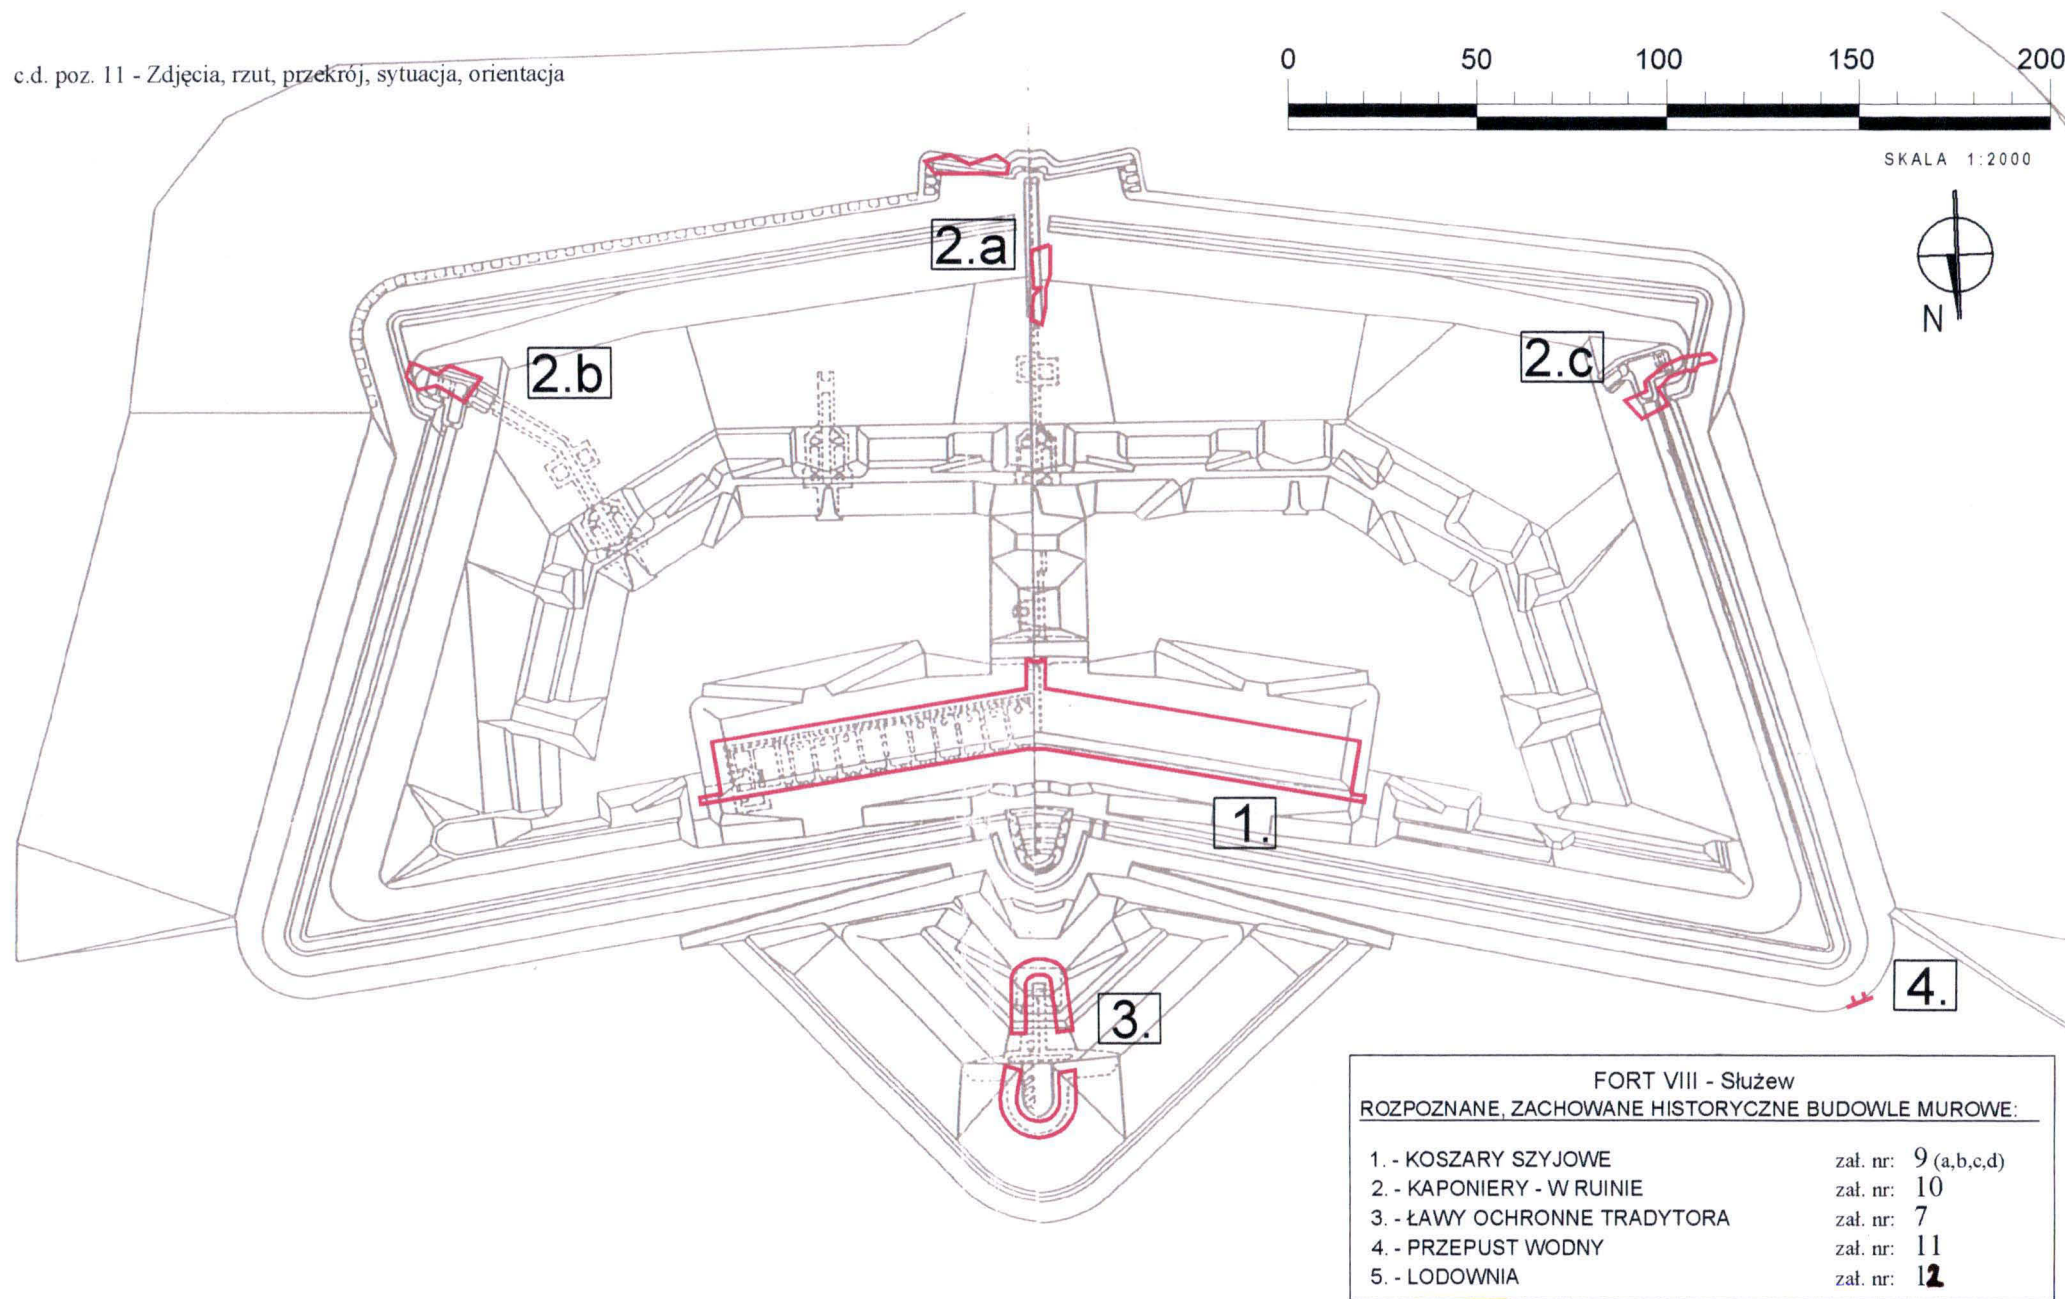 c.d. poz. 11 - Zdjęcia, rzut, przekrój, sytuacja, orientacja
0 50 100 150 200
SKALA 1:2000
N
2.a
2.b
2.c
1.
3.
4.
FORT VIII - Służew
ROZPOZNANE, ZACHOWANE HISTORYCZNE BUDOWLE MUROWE:
1. - KOSZARY SZYJOWE zał. nr: 9 (a,b,c,d)
2. - KAPONIERY - W RUINIE zał. nr: 10
3. - ŁAWY OCHRONNE TRADYTORA zał. nr: 7
4. - PRZEPUST WODNY zał. nr: 11
5. - LODOWNIA zał. nr: 12